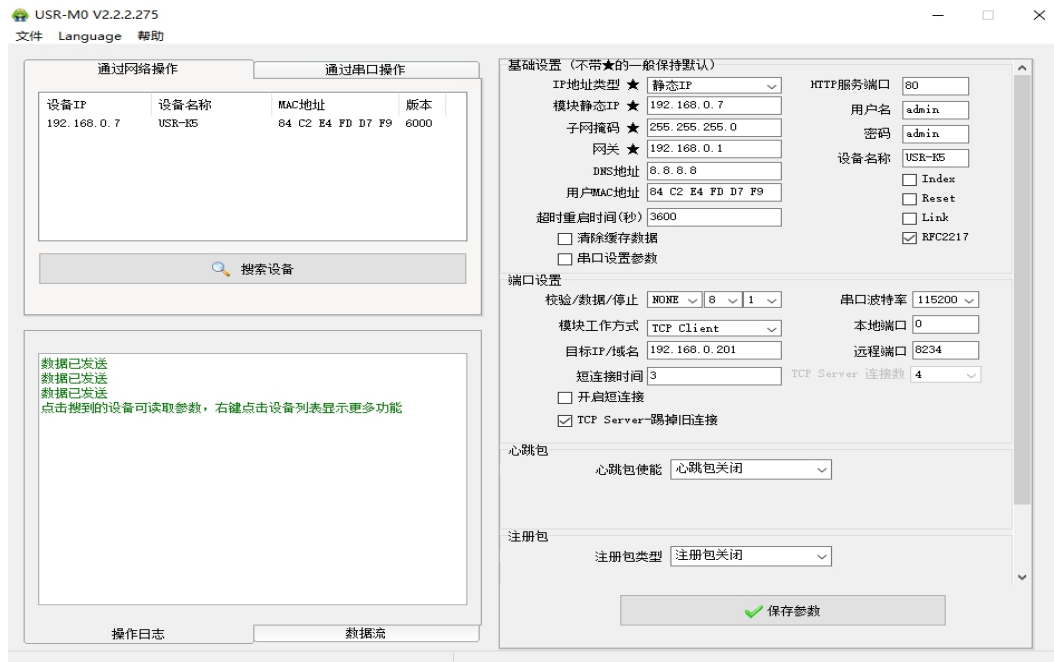 USR-M0 V2.2.2.275
文件 Language 帮助
通过网络操作 通过串口操作
设备IP 设备名称 MAC地址 版本
192.168.0.7 USR-K5 84 C2 E4 FD D7 F9 6000
搜索设备
数据已发送
数据已发送
数据已发送
点击搜到的设备可读取参数，右键点击设备列表显示更多功能
操作日志 数据流
基础设置（不带★的一般保持默认）
IP地址类型 ★ 静态IP HTTP服务端口 80
模块静态IP ★ 192.168.0.7 用户名 admin
子网掩码 ★ 255.255.255.0 密码 admin
网关 ★ 192.168.0.1 设备名称 USR-K5
DNS地址 8.8.8.8 Index
用户MAC地址 84 C2 E4 FD D7 F9 Reset
超时重启时间(秒) 3600 Link
清除缓存数据 RFC2217
串口设置参数
端口设置
校验/数据/停止 NONE 8 1 串口波特率 115200
模块工作方式 TCP Client 本地端口 0
目标IP/域名 192.168.0.201 远程端口 8234
短连接时间 3 TCP Server 连接数 4
开启短连接
TCP Server-踢掉旧连接
心跳包
心跳包使能 心跳包关闭
注册包
注册包类型 注册包关闭
保存参数